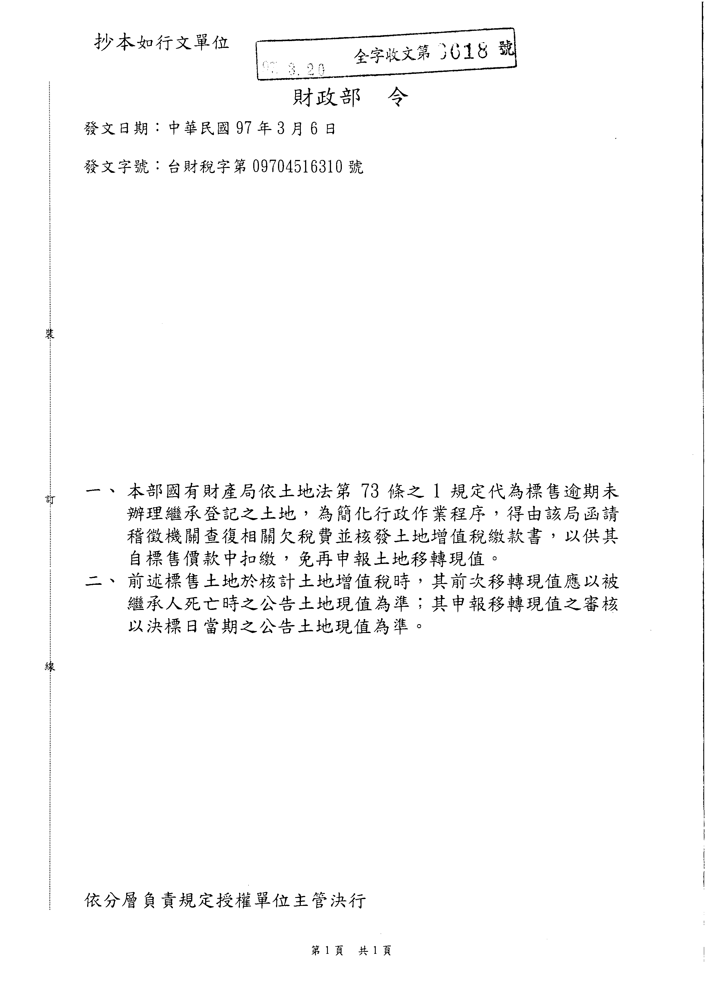 抄本如行文單位
全字收文第 618 號
3. 20
財政部 令
發文日期：中華民國 97 年 3 月 6 日
發文字號：台財稅字第 09704516310 號
一、本部國有財產局依土地法第 73 條之 1 規定代為標售逾期未
辦理繼承登記之土地，為簡化行政作業程序，得由該局函請
稽徵機關查復相關欠稅費並核發土地增值稅繳款書，以供其
自標售價款中扣繳，免再申報土地移轉現值。
二、前述標售土地於核計土地增值稅時，其前次移轉現值應以被
繼承人死亡時之公告土地現值為準；其申報移轉現值之審核
以決標日當期之公告土地現值為準。
裝
訂
線
依分層負責規定授權單位主管決行
第 1 頁 共 1 頁